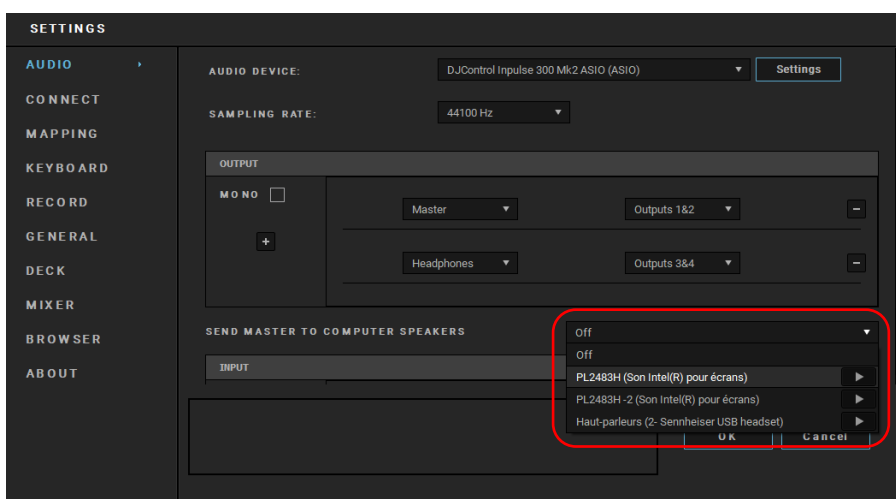 SETTINGS
AUDIO
CONNECT
MAPPING
KEYBOARD
RECORD
GENERAL
DECK
MIXER
BROWSER
ABOUT
AUDIO DEVICE: DJControl Inpulse 300 Mk2 ASIO (ASIO) Settings
SAMPLING RATE: 44100 Hz
OUTPUT
MONO
+
Master Outputs 1&2 −
Headphones Outputs 3&4 −
SEND MASTER TO COMPUTER SPEAKERS Off
Off
INPUT
PL2483H (Son Intel(R) pour écrans)
PL2483H -2 (Son Intel(R) pour écrans)
Haut-parleurs (2- Sennheiser USB headset)
OK Cancel